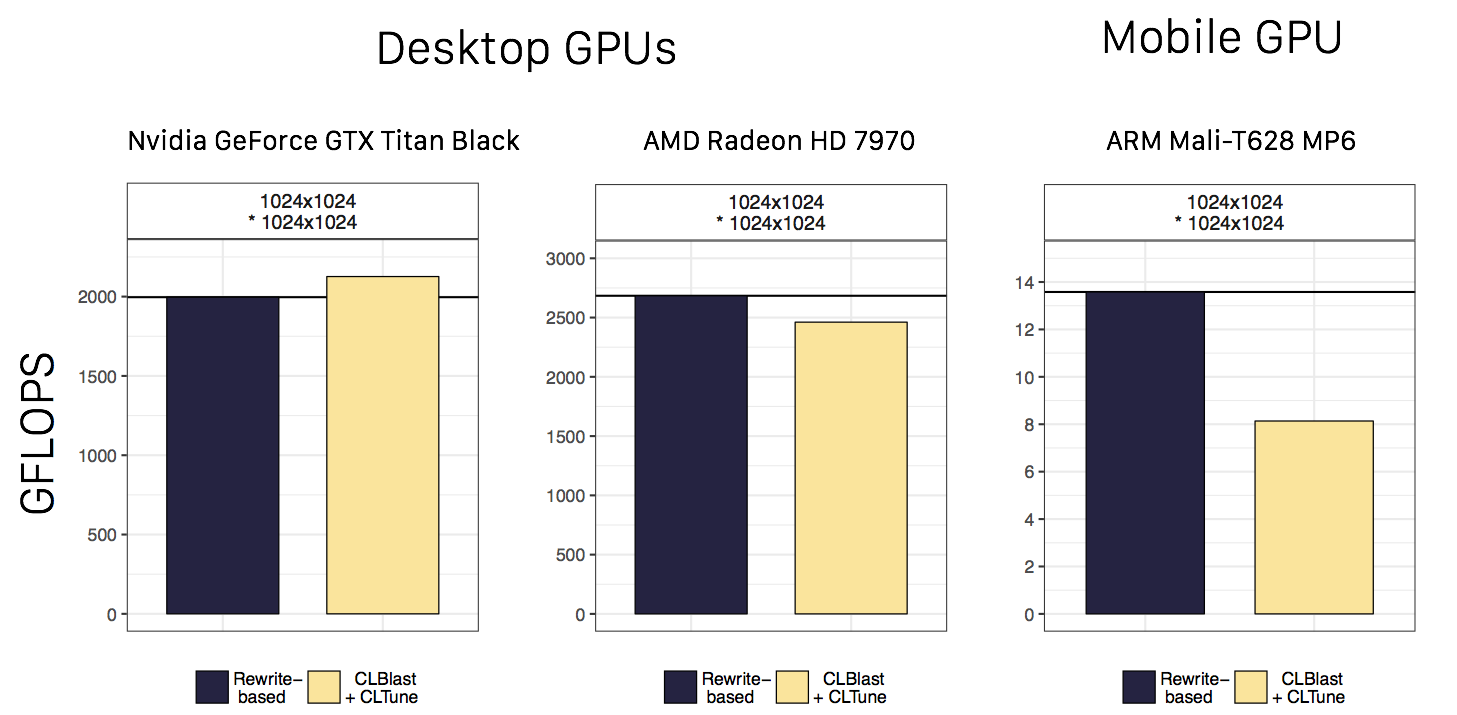 Desktop GPUs
Mobile GPU
Nvidia GeForce GTX Titan Black
AMD Radeon HD 7970
ARM Mali-T628 MP6
GFLOPS
1024x1024
* 1024x1024
2000
1500
1000
500
0
Rewrite-
based
CLBlast
+ CLTune
1024x1024
* 1024x1024
3000
2500
2000
1500
1000
500
0
Rewrite-
based
CLBlast
+ CLTune
1024x1024
* 1024x1024
14
12
10
8
6
4
2
0
Rewrite-
based
CLBlast
+ CLTune